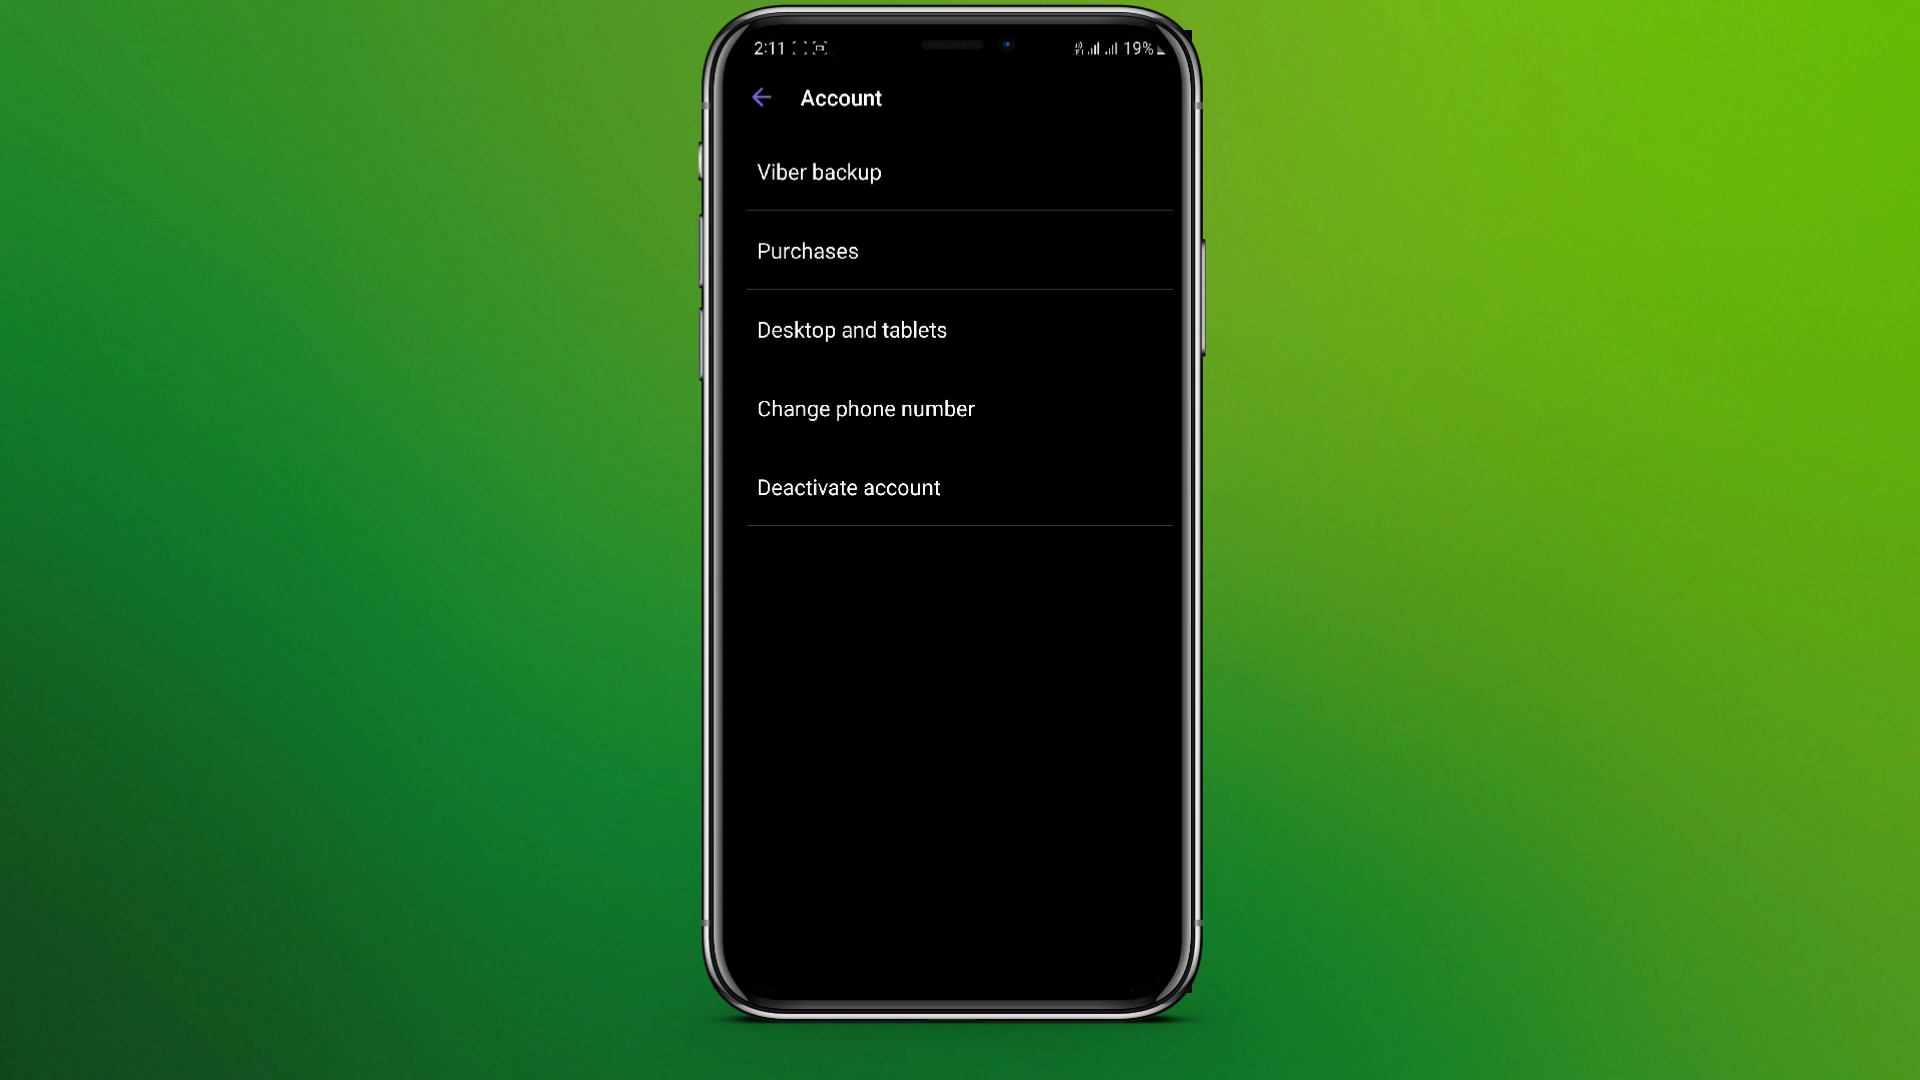 2:11 19%
Account
Viber backup
Purchases
Desktop and tablets
Change phone number
Deactivate account